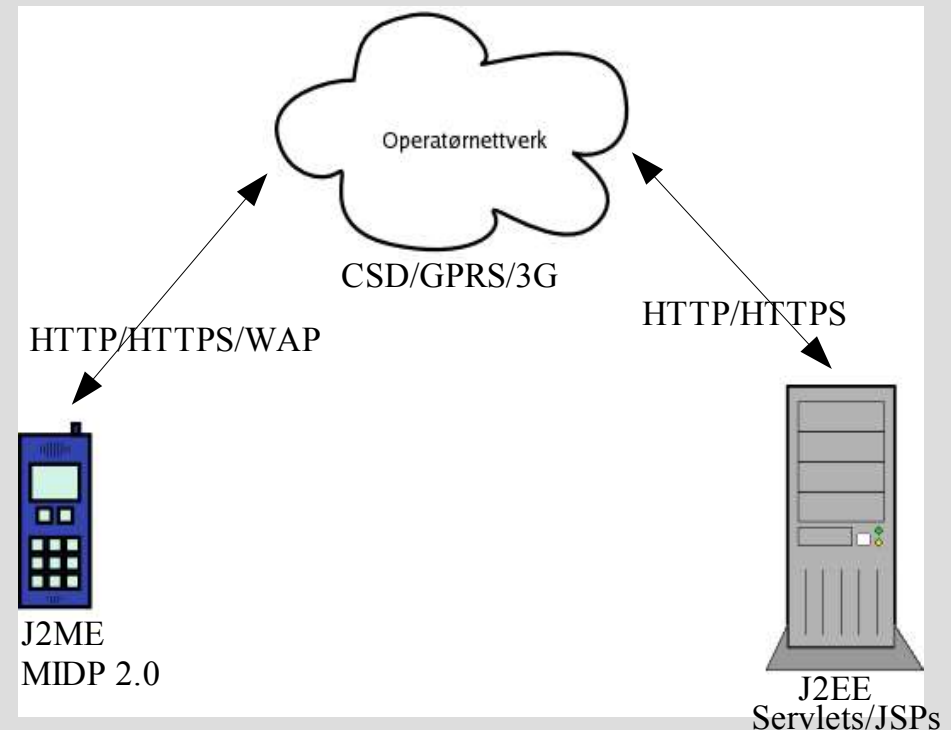 Operatørnettverk
CSD/GPRS/3G
HTTP/HTTPS
HTTP/HTTPS/WAP
J2ME
MIDP 2.0
J2EE
Servlets/JSPs